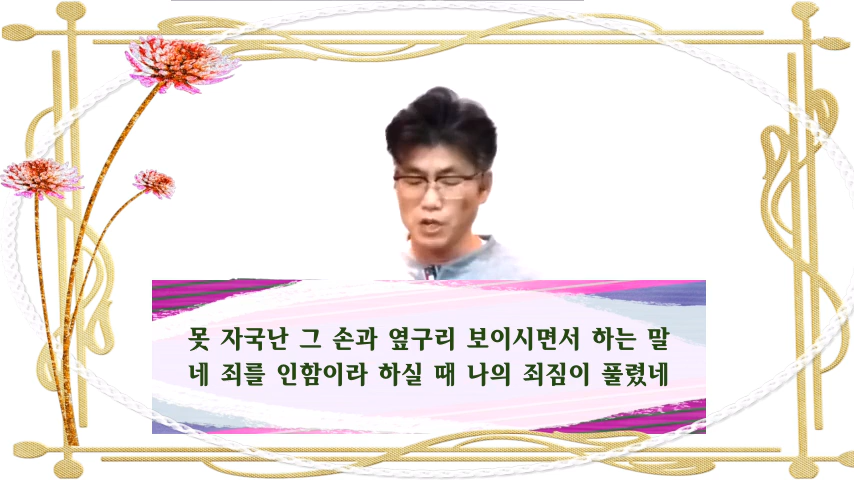 못 자국난 그 손과 옆구리 보이시면서 하는 말
네 죄를 인함이라 하실 때 나의 죄짐이 풀렸네